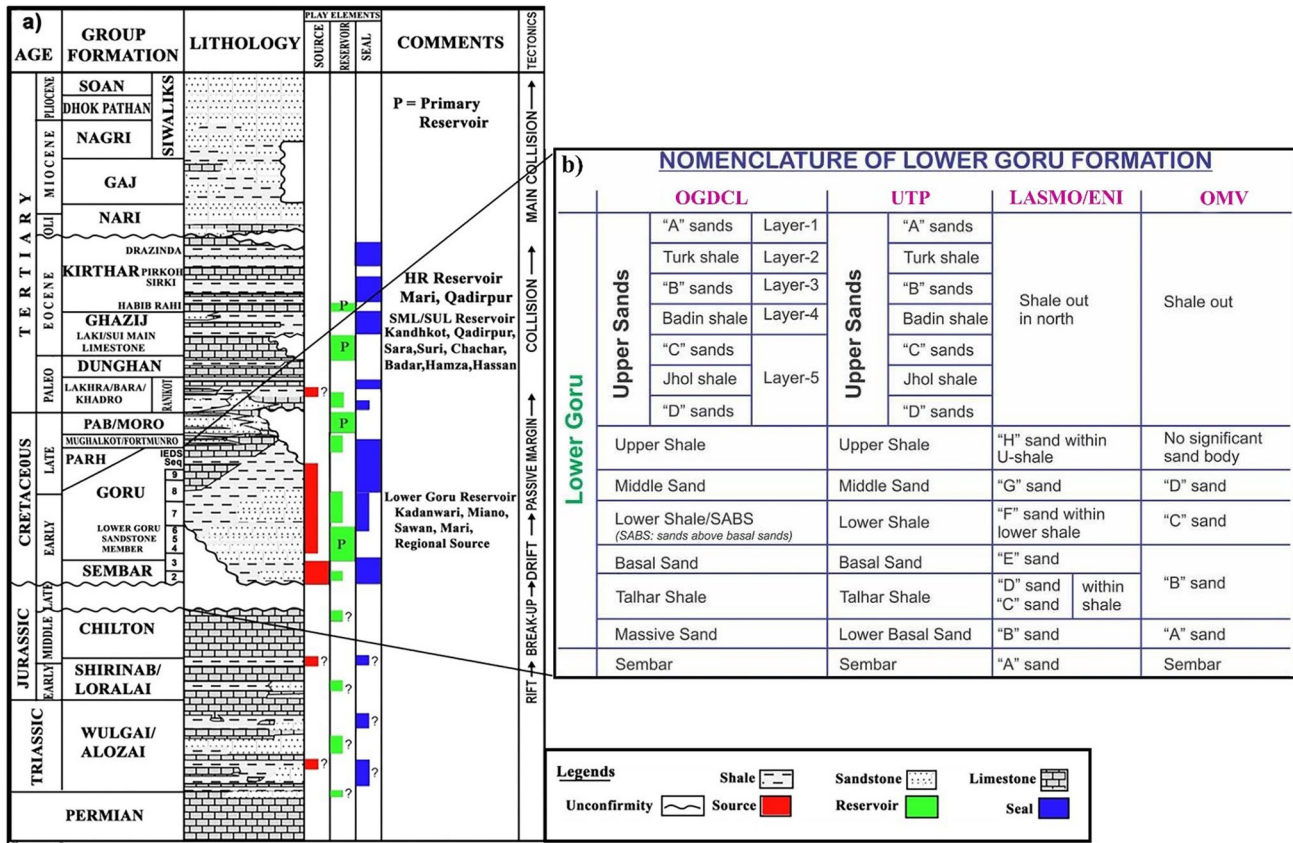 a)
AGE
GROUP
FORMATION
LITHOLOGY
PLAY ELEMENTS
SOURCE
RESERVOIR
SEAL
COMMENTS
TECTONICS
TERTIARY
PLIOCENE
MIOCENE
OLI
EOCENE
PALEO
CRETACEOUS
LATE
EARLY
JURASSIC
LATE
MIDDLE
EARLY
TRIASSIC
SOAN
DHOK PATHAN
NAGRI
SIWALIKS
GAJ
NARI
DRAZINDA
KIRTHAR PIRKOH
SIRKI
HABIB RAHI
GHAZIJ
LAKI/SUI MAIN
LIMESTONE
DUNGHAN
LAKHRA/BARA/
KHADRO
RANIKOT
PAB/MORO
MUGHALKOT/FORTMUNRO
PARH
IEDS
Seq
9
8
7
6
5
4
3
2
GORU
LOWER GORU
SANDSTONE
MEMBER
SEMBAR
CHILTON
SHIRINAB/
LORALAI
WULGAI/
ALOZAI
PERMIAN
P
P
?
P
P
?
?
?
?
?
?
?
?
?
?
P = Primary
Reservoir
HR Reservoir
Mari, Qadirpur
SML/SUL Reservoir
Kandhkot, Qadirpur,
Sara,Suri, Chachar,
Badar,Hamza,Hassan
Lower Goru Reservoir
Kadanwari, Miano,
Sawan, Mari,
Regional Source
MAIN COLLISION
COLLISION
PASSIVE MARGIN
DRIFT
BREAK-UP
RIFT
b)
NOMENCLATURE OF LOWER GORU FORMATION
OGDCL UTP LASMO/ENI OMV
Lower Goru
Upper Sands
"A" sands Layer-1
Turk shale Layer-2
"B" sands Layer-3
Badin shale Layer-4
"C" sands
Jhol shale Layer-5
"D" sands
Upper Sands
"A" sands
Turk shale
"B" sands
Badin shale
"C" sands
Jhol shale
"D" sands
Shale out
in north
Shale out
Upper Shale Upper Shale "H" sand within
U-shale
No significant
sand body
Middle Sand Middle Sand "G" sand "D" sand
Lower Shale/SABS
(SABS: sands above basal sands)
Lower Shale
"F" sand within
lower shale
"C" sand
Basal Sand Basal Sand "E" sand
"B" sand
Talhar Shale Talhar Shale
"D" sand
"C" sand
within
shale
Massive Sand Lower Basal Sand "B" sand "A" sand
Sembar Sembar "A" sand Sembar
Legends
Shale Sandstone Limestone
Unconfirmity Source Reservoir Seal